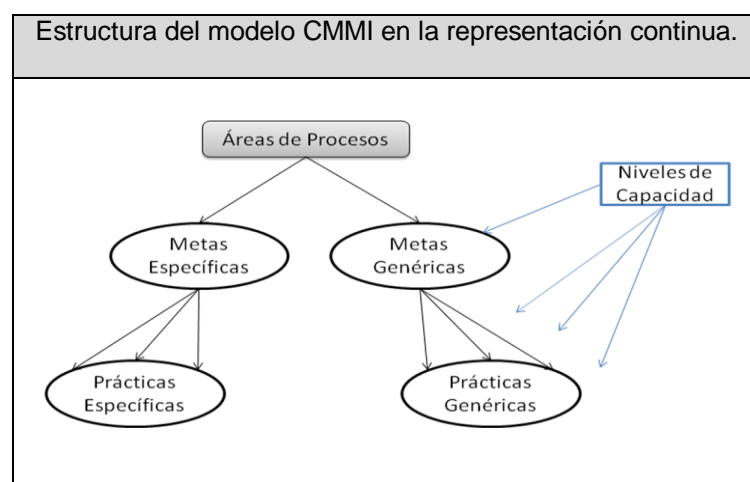 Estructura del modelo CMMI en la representación continua.
Áreas de Procesos
Niveles de
Capacidad
Metas
Específicas
Metas
Genéricas
Prácticas
Específicas
Prácticas
Genéricas